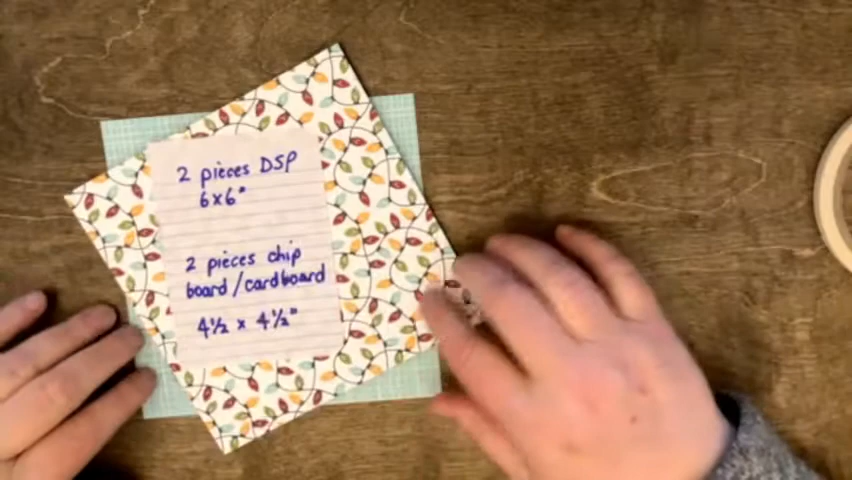 2 pieces DSP
6x6"
2 pieces chip
board/cardboard
4½ x 4½"